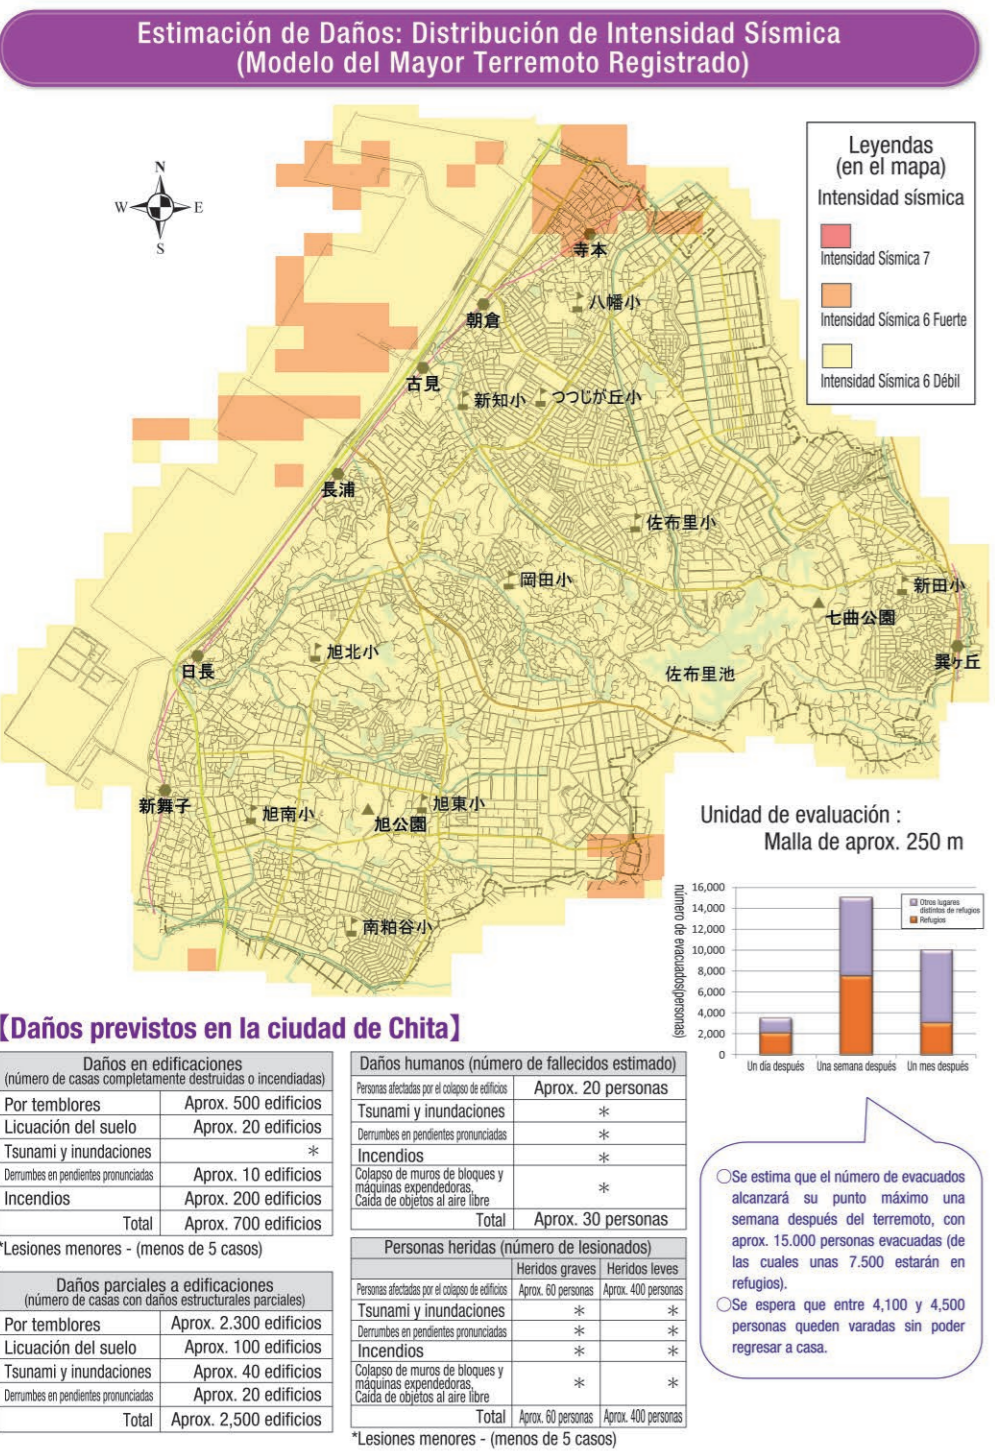 Estimación de Daños: Distribución de Intensidad Sísmica
(Modelo del Mayor Terremoto Registrado)
N
W E
S
Leyendas
(en el mapa)
Intensidad sísmica
Intensidad Sísmica 7
Intensidad Sísmica 6 Fuerte
Intensidad Sísmica 6 Débil
寺本
八幡小
朝倉
古見
新知小
つつじが丘小
長浦
佐布里小
岡田小
新田小
七曲公園
旭北小
日長
佐布里池
巽ヶ丘
新舞子
旭南小
旭公園
旭東小
南粕谷小
Unidad de evaluación :
Malla de aprox. 250 m
número de evacuados(personas)
16,000
14,000
12,000
10,000
8,000
6,000
4,000
2,000
0
Otros lugares
distintos de refugios
Refugios
Un día después Una semana después Un mes después
【Daños previstos en la ciudad de Chita】
Daños en edificaciones
(número de casas completamente destruidas o incendiadas)
Por temblores Aprox. 500 edificios
Licuación del suelo Aprox. 20 edificios
Tsunami y inundaciones *
Derrumbes en pendientes pronunciadas Aprox. 10 edificios
Incendios Aprox. 200 edificios
Total Aprox. 700 edificios
*Lesiones menores - (menos de 5 casos)
Daños parciales a edificaciones
(número de casas con daños estructurales parciales)
Por temblores Aprox. 2.300 edificios
Licuación del suelo Aprox. 100 edificios
Tsunami y inundaciones Aprox. 40 edificios
Derrumbes en pendientes pronunciadas Aprox. 20 edificios
Total Aprox. 2,500 edificios
Daños humanos (número de fallecidos estimado)
Personas afectadas por el colapso de edificios Aprox. 20 personas
Tsunami y inundaciones *
Derrumbes en pendientes pronunciadas *
Incendios *
Colapso de muros de bloques y
máquinas expendedoras,
Caída de objetos al aire libre *
Total Aprox. 30 personas
Personas heridas (número de lesionados)
Heridos graves Heridos leves
Personas afectadas por el colapso de edificios Aprox. 60 personas Aprox. 400 personas
Tsunami y inundaciones * *
Derrumbes en pendientes pronunciadas * *
Incendios * *
Colapso de muros de bloques y
máquinas expendedoras,
Caída de objetos al aire libre * *
Total Aprox. 60 personas Aprox. 400 personas
*Lesiones menores - (menos de 5 casos)
○Se estima que el número de evacuados
alcanzará su punto máximo una
semana después del terremoto, con
aprox. 15.000 personas evacuadas (de
las cuales unas 7.500 estarán en
refugios).
○Se espera que entre 4,100 y 4,500
personas queden varadas sin poder
regresar a casa.